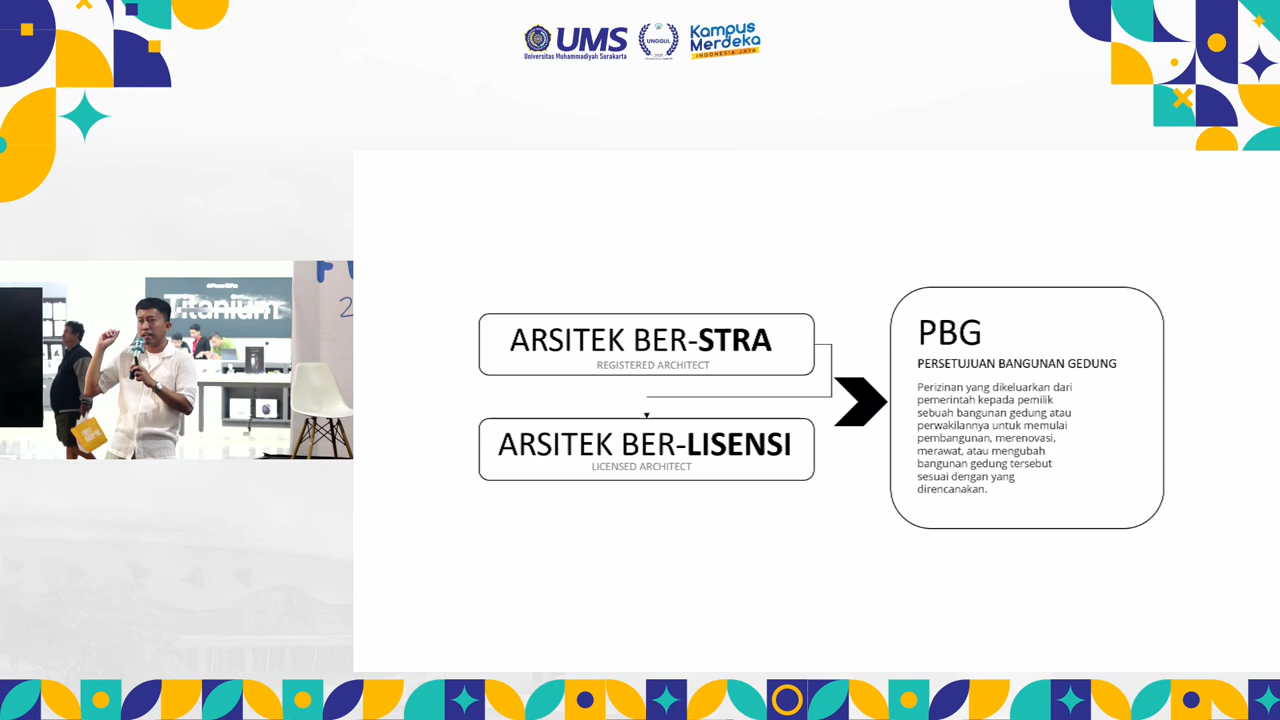 UMS
Universitas Muhammadiyah Surakarta
UNGGUL
Kampus
Merdeka
INDONESIA JAYA
Titanium
2
ARSITEK BER-STRA
REGISTERED ARCHITECT
ARSITEK BER-LISENSI
LICENSED ARCHITECT
PBG
PERSETUJUAN BANGUNAN GEDUNG
Perizinan yang dikeluarkan dari
pemerintah kepada pemilik
sebuah bangunan gedung atau
perwakilannya untuk memulai
pembangunan, merenovasi,
merawat, atau mengubah
bangunan gedung tersebut
sesuai dengan yang
direncanakan.